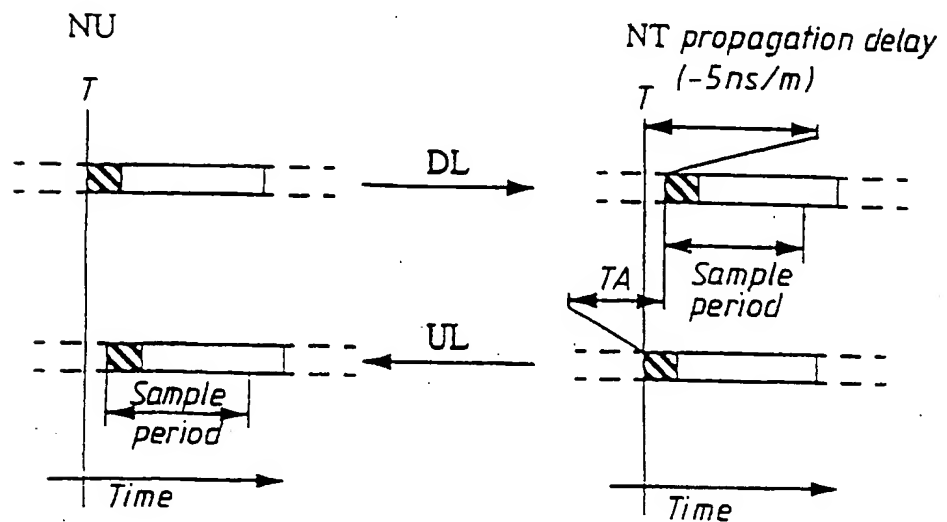 NU
NT propagation delay
(-5ns/m)
T
T
DL
TA
Sample
period
UL
Sample
period
Time
Time